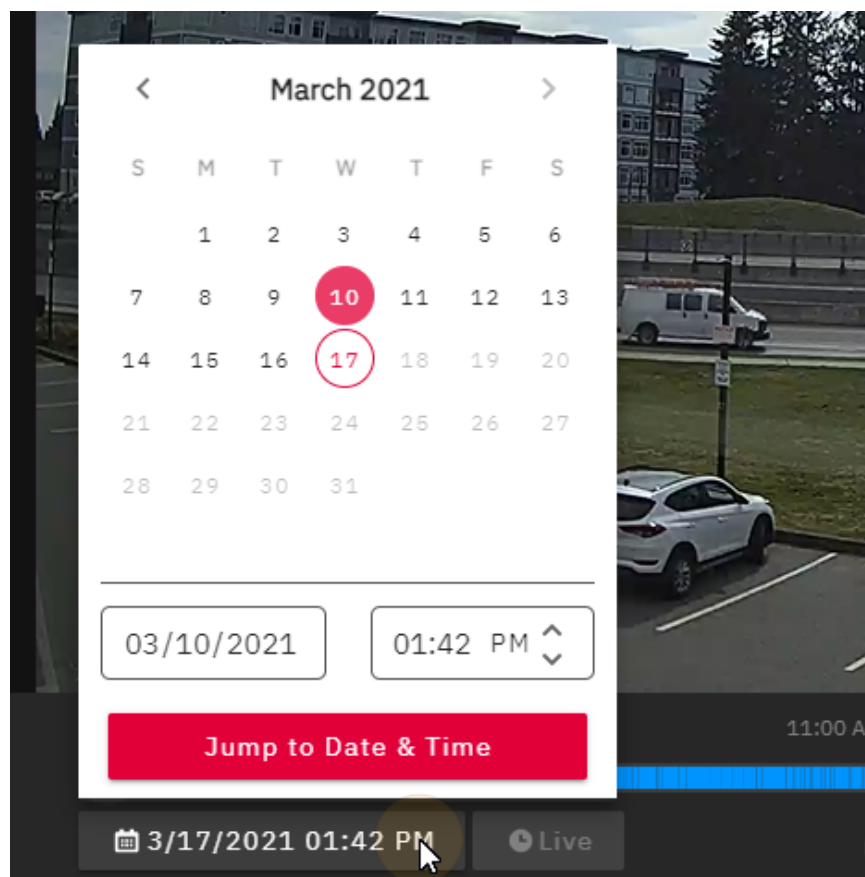 March 2021
S M T W T F S
1 2 3 4 5 6
7 8 9 10 11 12 13
14 15 16 17 18 19 20
21 22 23 24 25 26 27
28 29 30 31
03/10/2021 01:42 PM
Jump to Date & Time
11:00 A
3/17/2021 01:42 PM Live